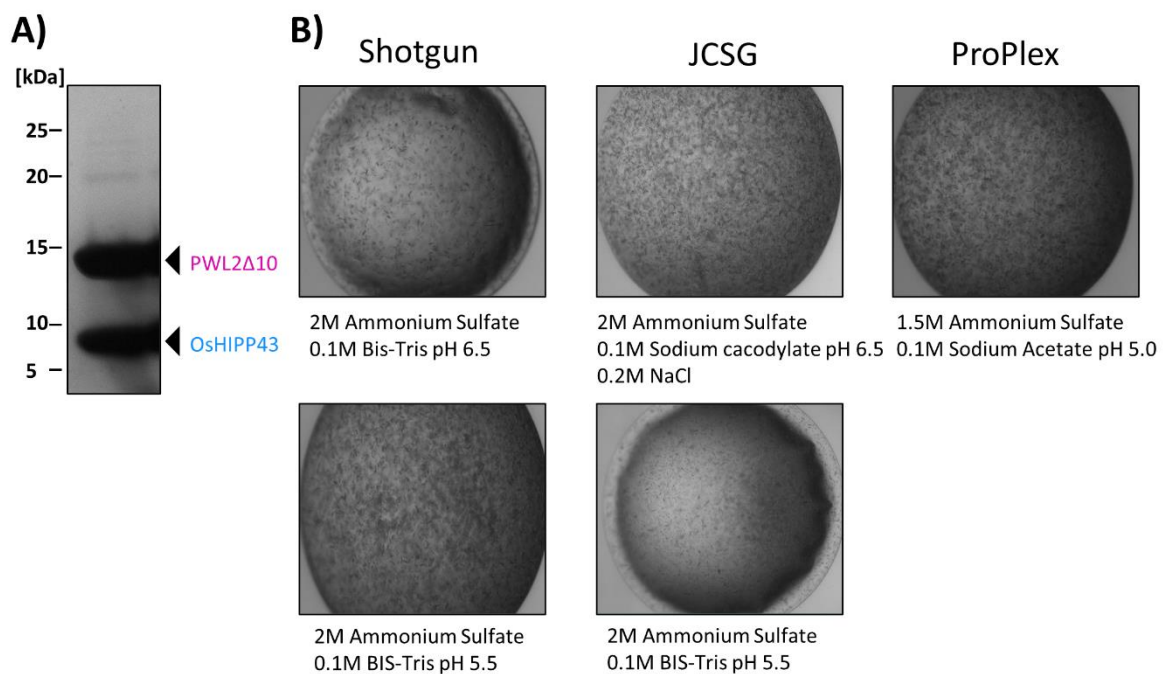 A)
[kDa]
25
20
15
10
5
PWL2Δ10
OsHIPP43
B)
Shotgun
JCSG
ProPlex
2M Ammonium Sulfate
0.1M Bis-Tris pH 6.5
2M Ammonium Sulfate
0.1M Sodium cacodylate pH 6.5
0.2M NaCl
1.5M Ammonium Sulfate
0.1M Sodium Acetate pH 5.0
2M Ammonium Sulfate
0.1M BIS-Tris pH 5.5
2M Ammonium Sulfate
0.1M BIS-Tris pH 5.5